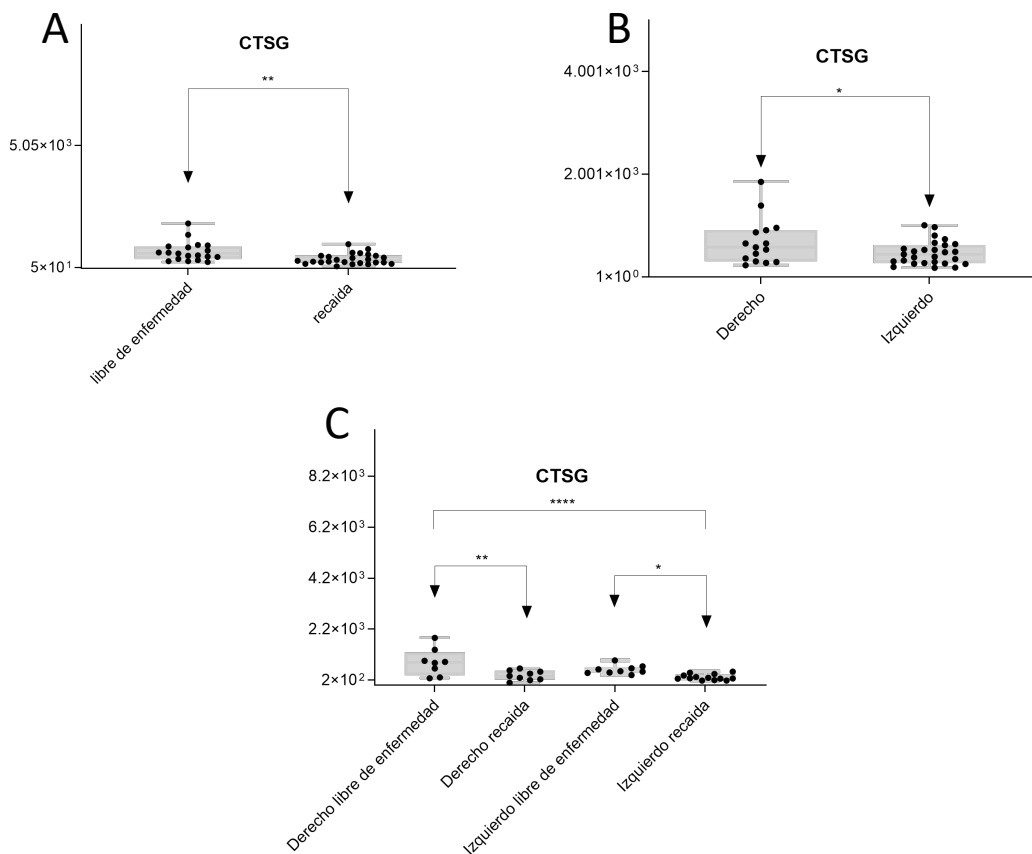 A
CTSG
**
5.05×10³
5×10¹
libre de enfermedad
recaida
B
CTSG
*
4.001×10³
2.001×10³
1×10⁰
Derecho
Izquierdo
C
CTSG
****
**
*
8.2×10³
6.2×10³
4.2×10³
2.2×10³
2×10²
Derecho libre de enfermedad
Derecho recaida
Izquierdo libre de enfermedad
Izquierdo recaida